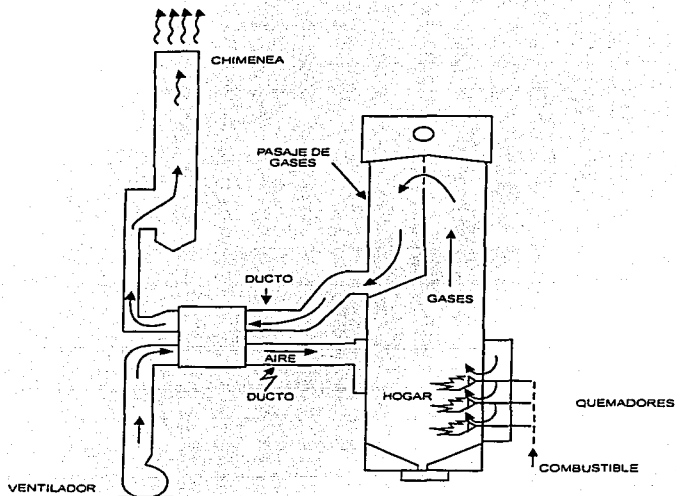 CHIMENEA
PASAJE DE
GASES
DUCTO
GASES
AIRE
DUCTO
HOGAR
QUEMADORES
COMBUSTIBLE
VENTILADOR